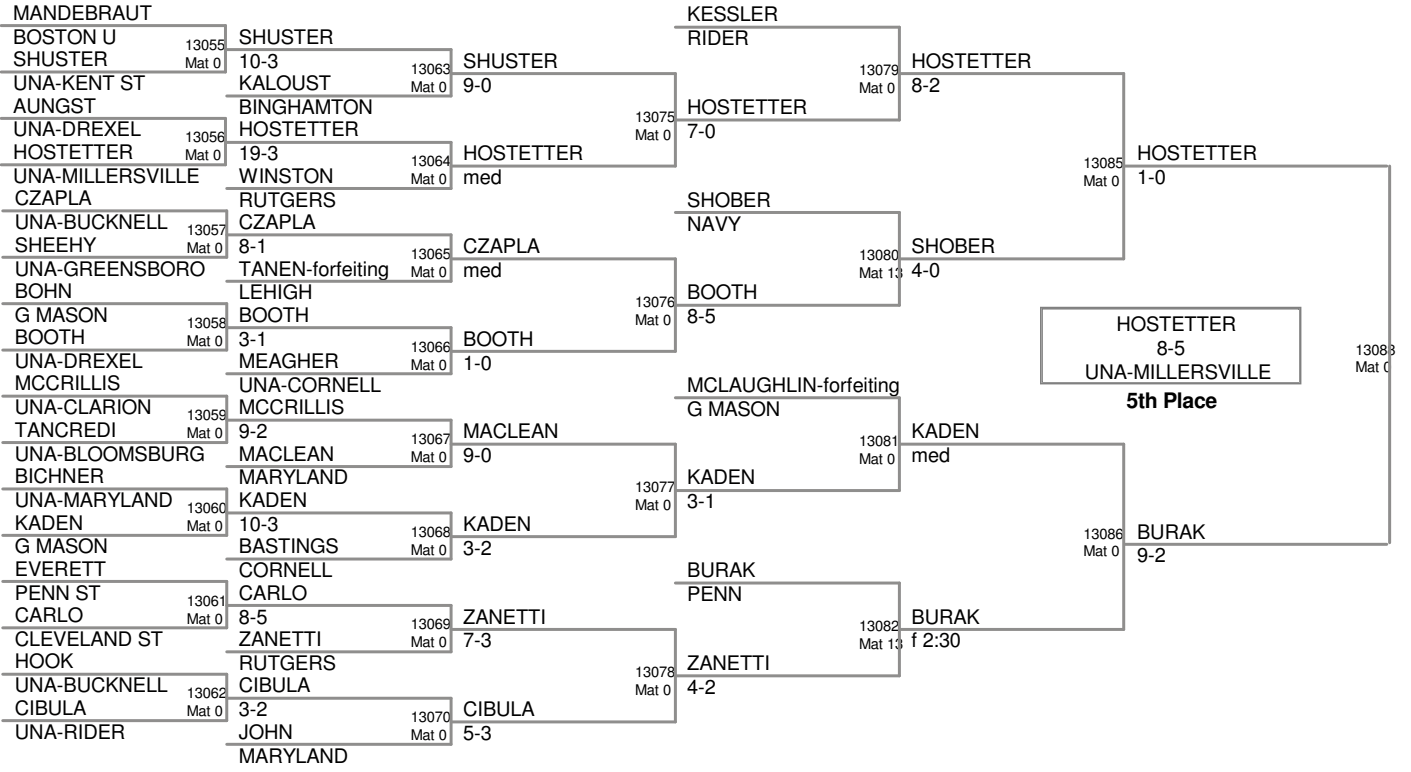 MANDEBRAUT
BOSTON U
13055
SHUSTER
Mat 0
UNA-KENT ST
AUNGST
UNA-DREXEL
13056
HOSTETTER
Mat 0
UNA-MILLERSVILLE
CZAPLA
UNA-BUCKNELL
13057
SHEEHY
Mat 0
UNA-GREENSBORO
BOHN
G MASON
13058
BOOTH
Mat 0
UNA-DREXEL
MCCRILLIS
UNA-CLARION
13059
TANCREDI
Mat 0
UNA-BLOOMSBURG
BICHNER
UNA-MARYLAND
13060
KADEN
Mat 0
G MASON
EVERETT
PENN ST
13061
CARLO
Mat 0
CLEVELAND ST
HOOK
UNA-BUCKNELL
13062
CIBULA
Mat 0
UNA-RIDER
SHUSTER
10-3
13063
KALOUST
Mat 0
BINGHAMTON
HOSTETTER
19-3
13064
WINSTON
Mat 0
RUTGERS
CZAPLA
8-1
13065
TANEN-forfeiting
Mat 0
LEHIGH
BOOTH
3-1
13066
MEAGHER
Mat 0
UNA-CORNELL
MCCRILLIS
9-2
13067
MACLEAN
Mat 0
MARYLAND
KADEN
10-3
13068
BASTINGS
Mat 0
CORNELL
CARLO
8-5
13069
ZANETTI
Mat 0
RUTGERS
CIBULA
3-2
13070
JOHN
Mat 0
MARYLAND
SHUSTER
9-0
13075
Mat 0
HOSTETTER
med
CZAPLA
med
13076
Mat 0
BOOTH
1-0
MACLEAN
9-0
13077
Mat 0
KADEN
3-2
ZANETTI
7-3
13078
Mat 0
CIBULA
5-3
KESSLER
RIDER
13079
Mat 0
HOSTETTER
7-0
SHOBER
NAVY
13080
Mat 13
BOOTH
8-5
MCLAUGHLIN-forfeiting
G MASON
13081
Mat 0
KADEN
3-1
BURAK
PENN
13082
Mat 13
ZANETTI
4-2
HOSTETTER
8-2
13085
Mat 0
SHOBER
4-0
KADEN
med
13086
Mat 0
BURAK
f 2:30
HOSTETTER
1-0
13088
Mat 0
BURAK
9-2
HOSTETTER
8-5
UNA-MILLERSVILLE
5th Place